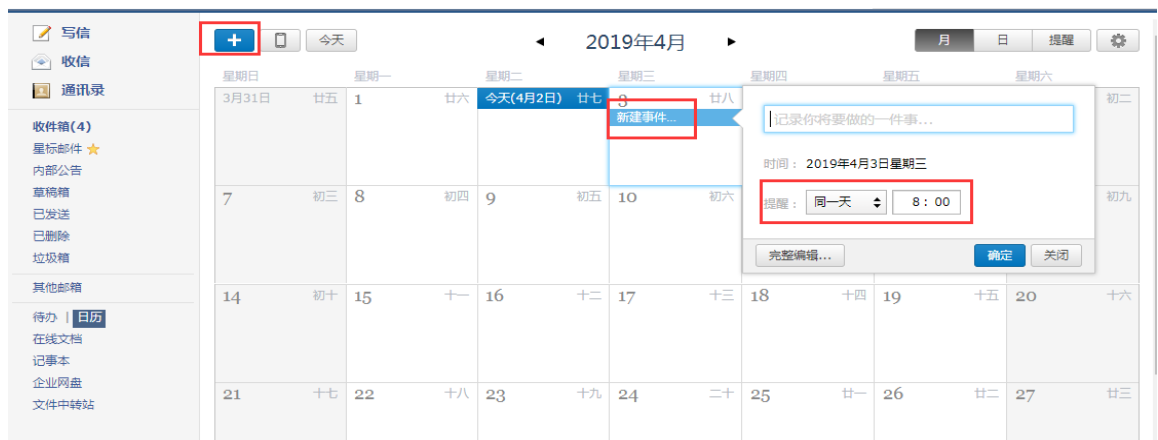 写信
收信
通讯录
收件箱(4)
星标邮件
内部公告
草稿箱
已发送
已删除
垃圾箱
其他邮箱
待办 | 日历
在线文档
记事本
企业网盘
文件中转站
+ 今天 ◄ 2019年4月 ► 月 日 提醒
星期日 星期一 星期二 星期三 星期四 星期五 星期六
3月31日 廿五 1 廿六 今天(4月2日) 廿七 3 廿八 初二
新建事件...
记录你将要做的一件事...
时间： 2019年4月3日星期三
提醒： 同一天 8: 00
完整编辑... 确定 关闭
7 初三 8 初四 9 初五 10 初六 初九
14 初十 15 十一 16 十二 17 十三 18 十四 19 十五 20 十六
21 十七 22 十八 23 十九 24 二十 25 廿一 26 廿二 27 廿三